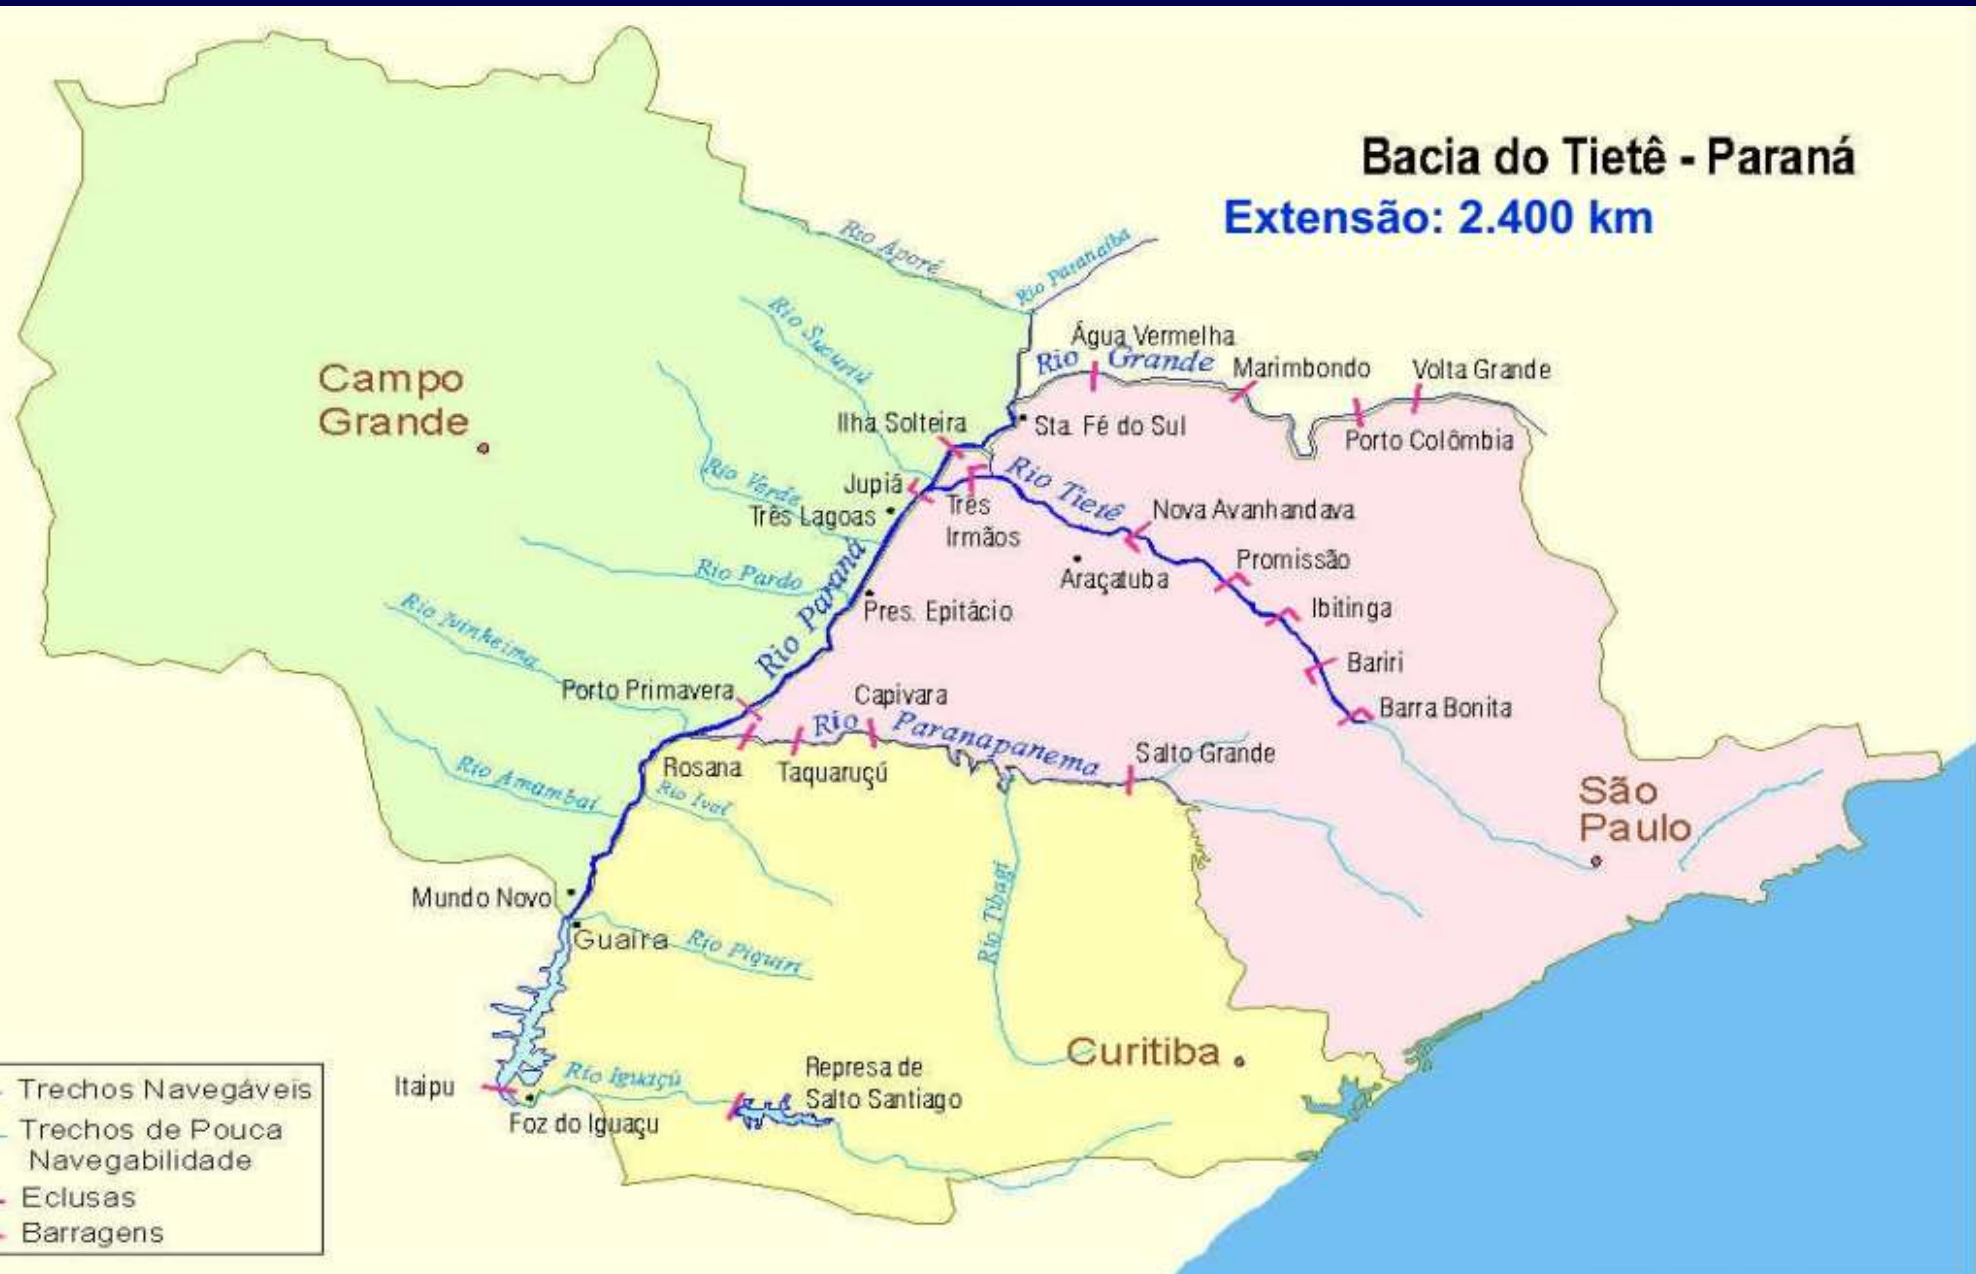 Bacia do Tietê - Paraná
Extensão: 2.400 km
Rio Aporé
Rio Paranaíba
Rio Sucuriú
Água Vermelha
Rio Grande
Marimbondo
Volta Grande
Campo
Grande
Ilha Solteira
Sta. Fé do Sul
Porto Colômbia
Rio Verde
Jupiá
Três
Irmãos
Rio Tietê
Três Lagoas
Nova Avanhandava
Rio Pardo
Rio Paraná
Araçatuba
Promissão
Rio Ivinheima
Pres. Epitácio
Ibitinga
Bariri
Porto Primavera
Capivara
Barra Bonita
Rio Paranapanema
Rosana
Taquaruçú
Salto Grande
Rio Amambaí
Rio Ivaí
São
Paulo
Mundo Novo
Guaíra
Rio Piquiri
Rio Tibagí
Curitiba
Itaipu
Rio Iguaçú
Represa de
Salto Santiago
Foz do Iguaçu
Trechos Navegáveis
Trechos de Pouca
Navegabilidade
Eclusas
Barragens